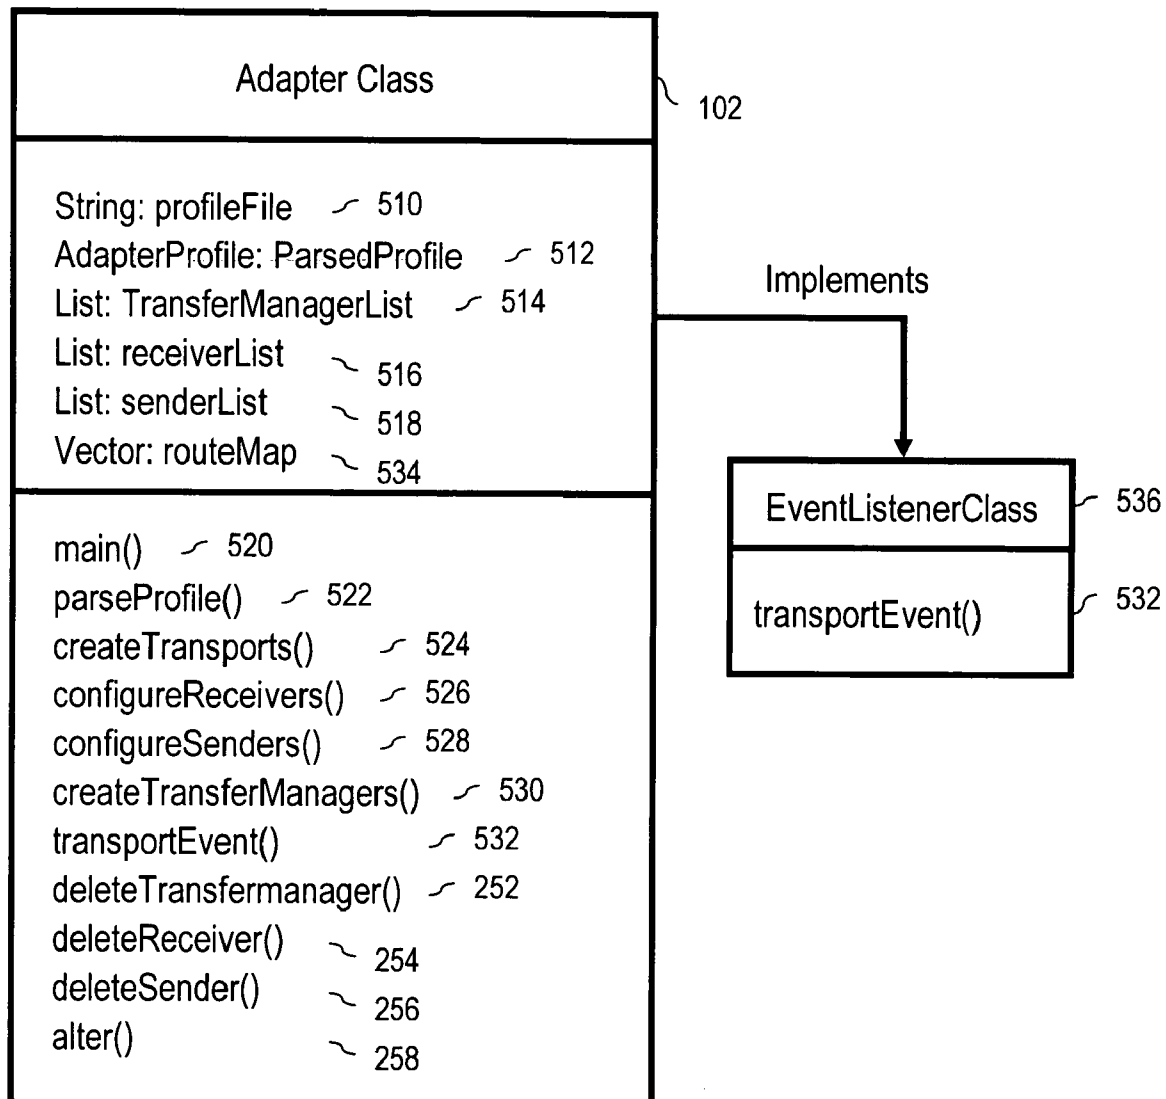 Adapter Class
102
String: profileFile 510
AdapterProfile: ParsedProfile 512
List: TransferManagerList 514
List: receiverList 516
List: senderList 518
Vector: routeMap 534
main() 520
parseProfile() 522
createTransports() 524
configureReceivers() 526
configureSenders() 528
createTransferManagers() 530
transportEvent() 532
deleteTransfermanager() 252
deleteReceiver() 254
deleteSender() 256
alter() 258
Implements
EventListenerClass 536
transportEvent() 532